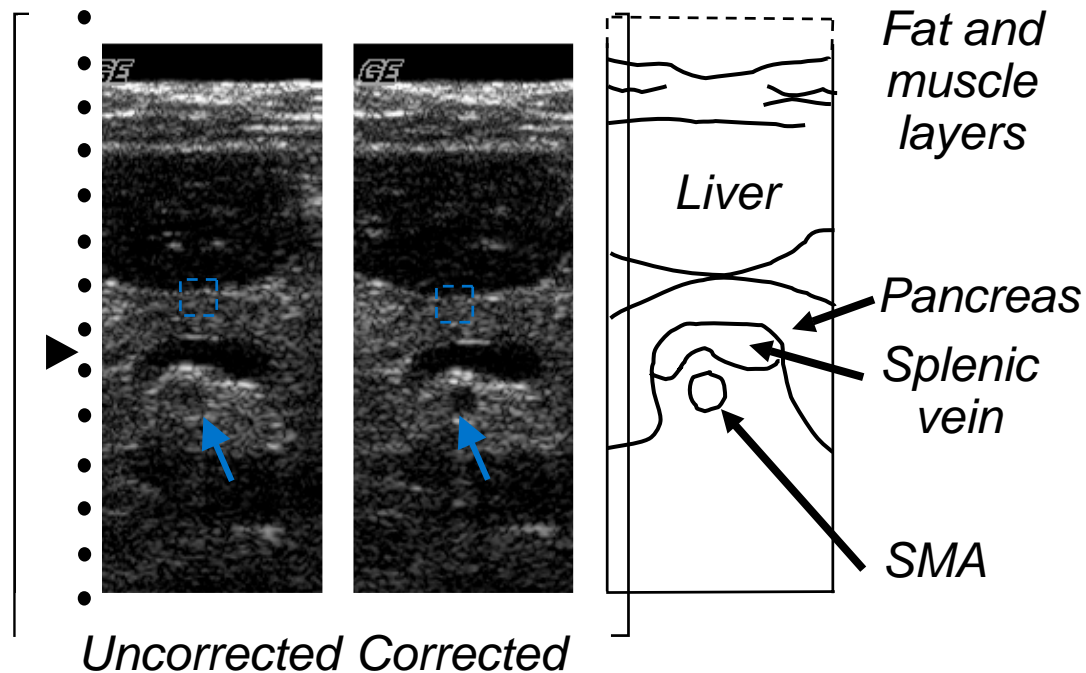 GE
GE
Fat and
muscle
layers
Liver
Pancreas
Splenic
vein
SMA
Uncorrected
Corrected